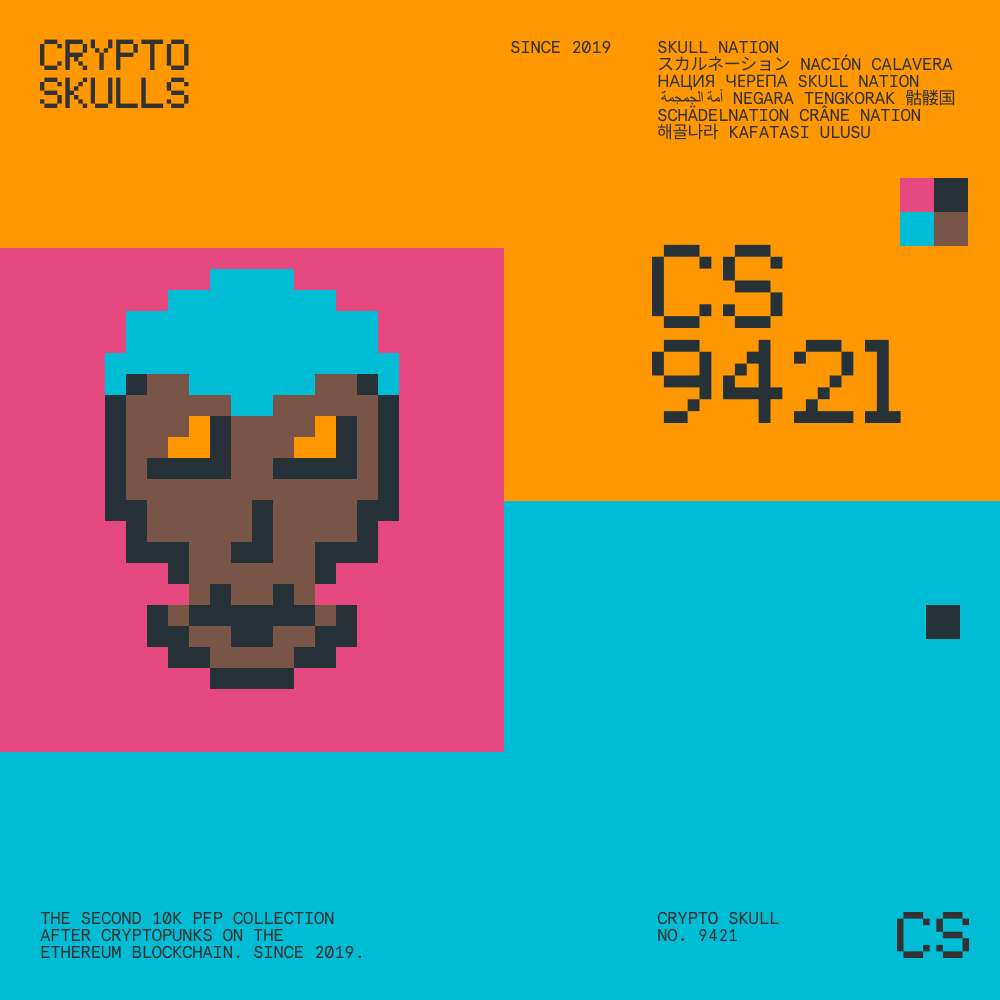 CRYPTO
SKULLS
SINCE 2019
SKULL NATION
スカルネーション NACIÓN CALAVERA
НАЦИЯ ЧЕРЕПА SKULL NATION
أمة الجمجمة NEGARA TENGKORAK 骷髅国
SCHÄDELNATION CRÂNE NATION
해골나라 KAFATASI ULUSU
CS
9421
THE SECOND 10K PFP COLLECTION
AFTER CRYPTOPUNKS ON THE
ETHEREUM BLOCKCHAIN. SINCE 2019.
CRYPTO SKULL
NO. 9421
CS